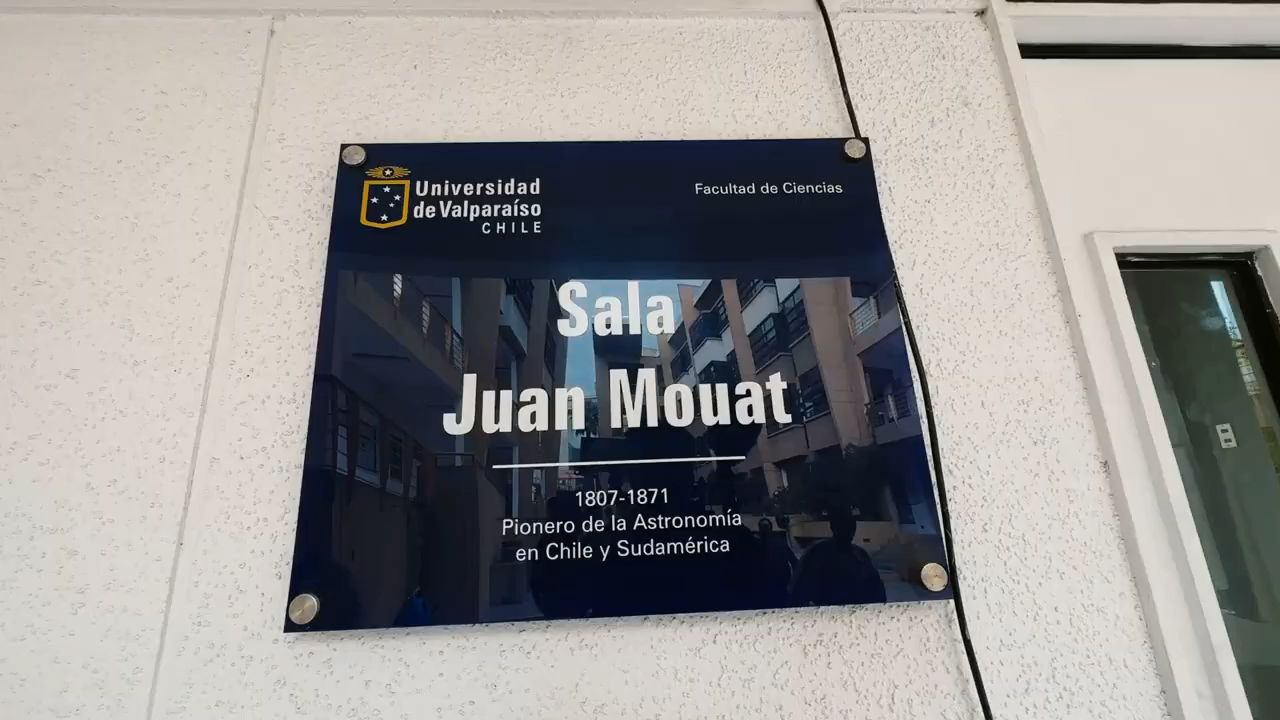 Universidad
de Valparaíso
CHILE
Facultad de Ciencias
Sala
Juan Mouat
1807-1871
Pionero de la Astronomía
en Chile y Sudamérica